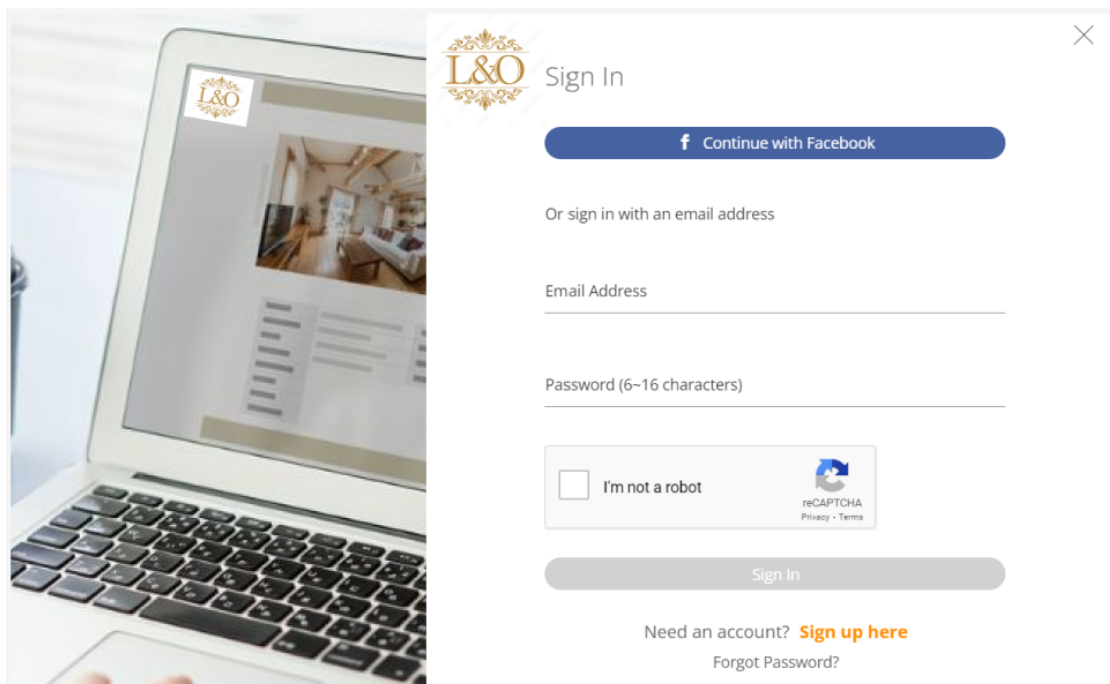 L&O
L&O
Sign In
f Continue with Facebook
Or sign in with an email address
Email Address
Password (6~16 characters)
I'm not a robot
reCAPTCHA
Privacy - Terms
Sign In
Need an account? Sign up here
Forgot Password?